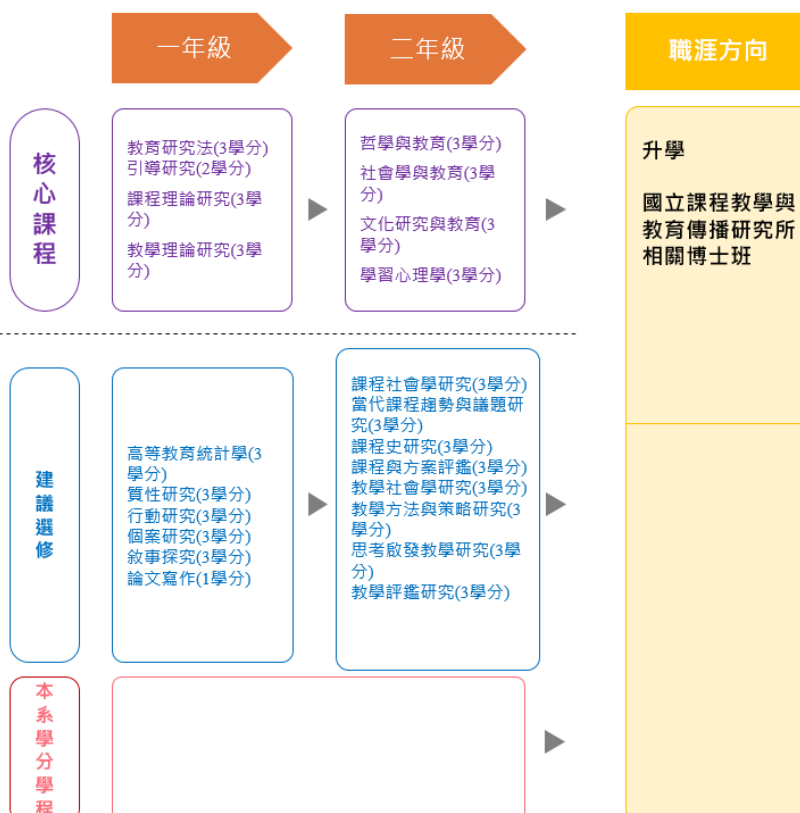 一年級
二年級
職涯方向
核
心
課
程
教育研究法(3學分)
引導研究(2學分)
課程理論研究(3學
分)
教學理論研究(3學
分)
哲學與教育(3學分)
社會學與教育(3學
分)
文化研究與教育(3
學分)
學習心理學(3學分)
升學
國立課程教學與
教育傳播研究所
相關博士班
建
議
選
修
高等教育統計學(3
學分)
質性研究(3學分)
行動研究(3學分)
個案研究(3學分)
敘事探究(3學分)
論文寫作(1學分)
課程社會學研究(3學分)
當代課程趨勢與議題研
究(3學分)
課程史研究(3學分)
課程與方案評鑑(3學分)
教學社會學研究(3學分)
教學方法與策略研究(3
學分)
思考啟發教學研究(3學
分)
教學評鑑研究(3學分)
本
系
學
分
學
程